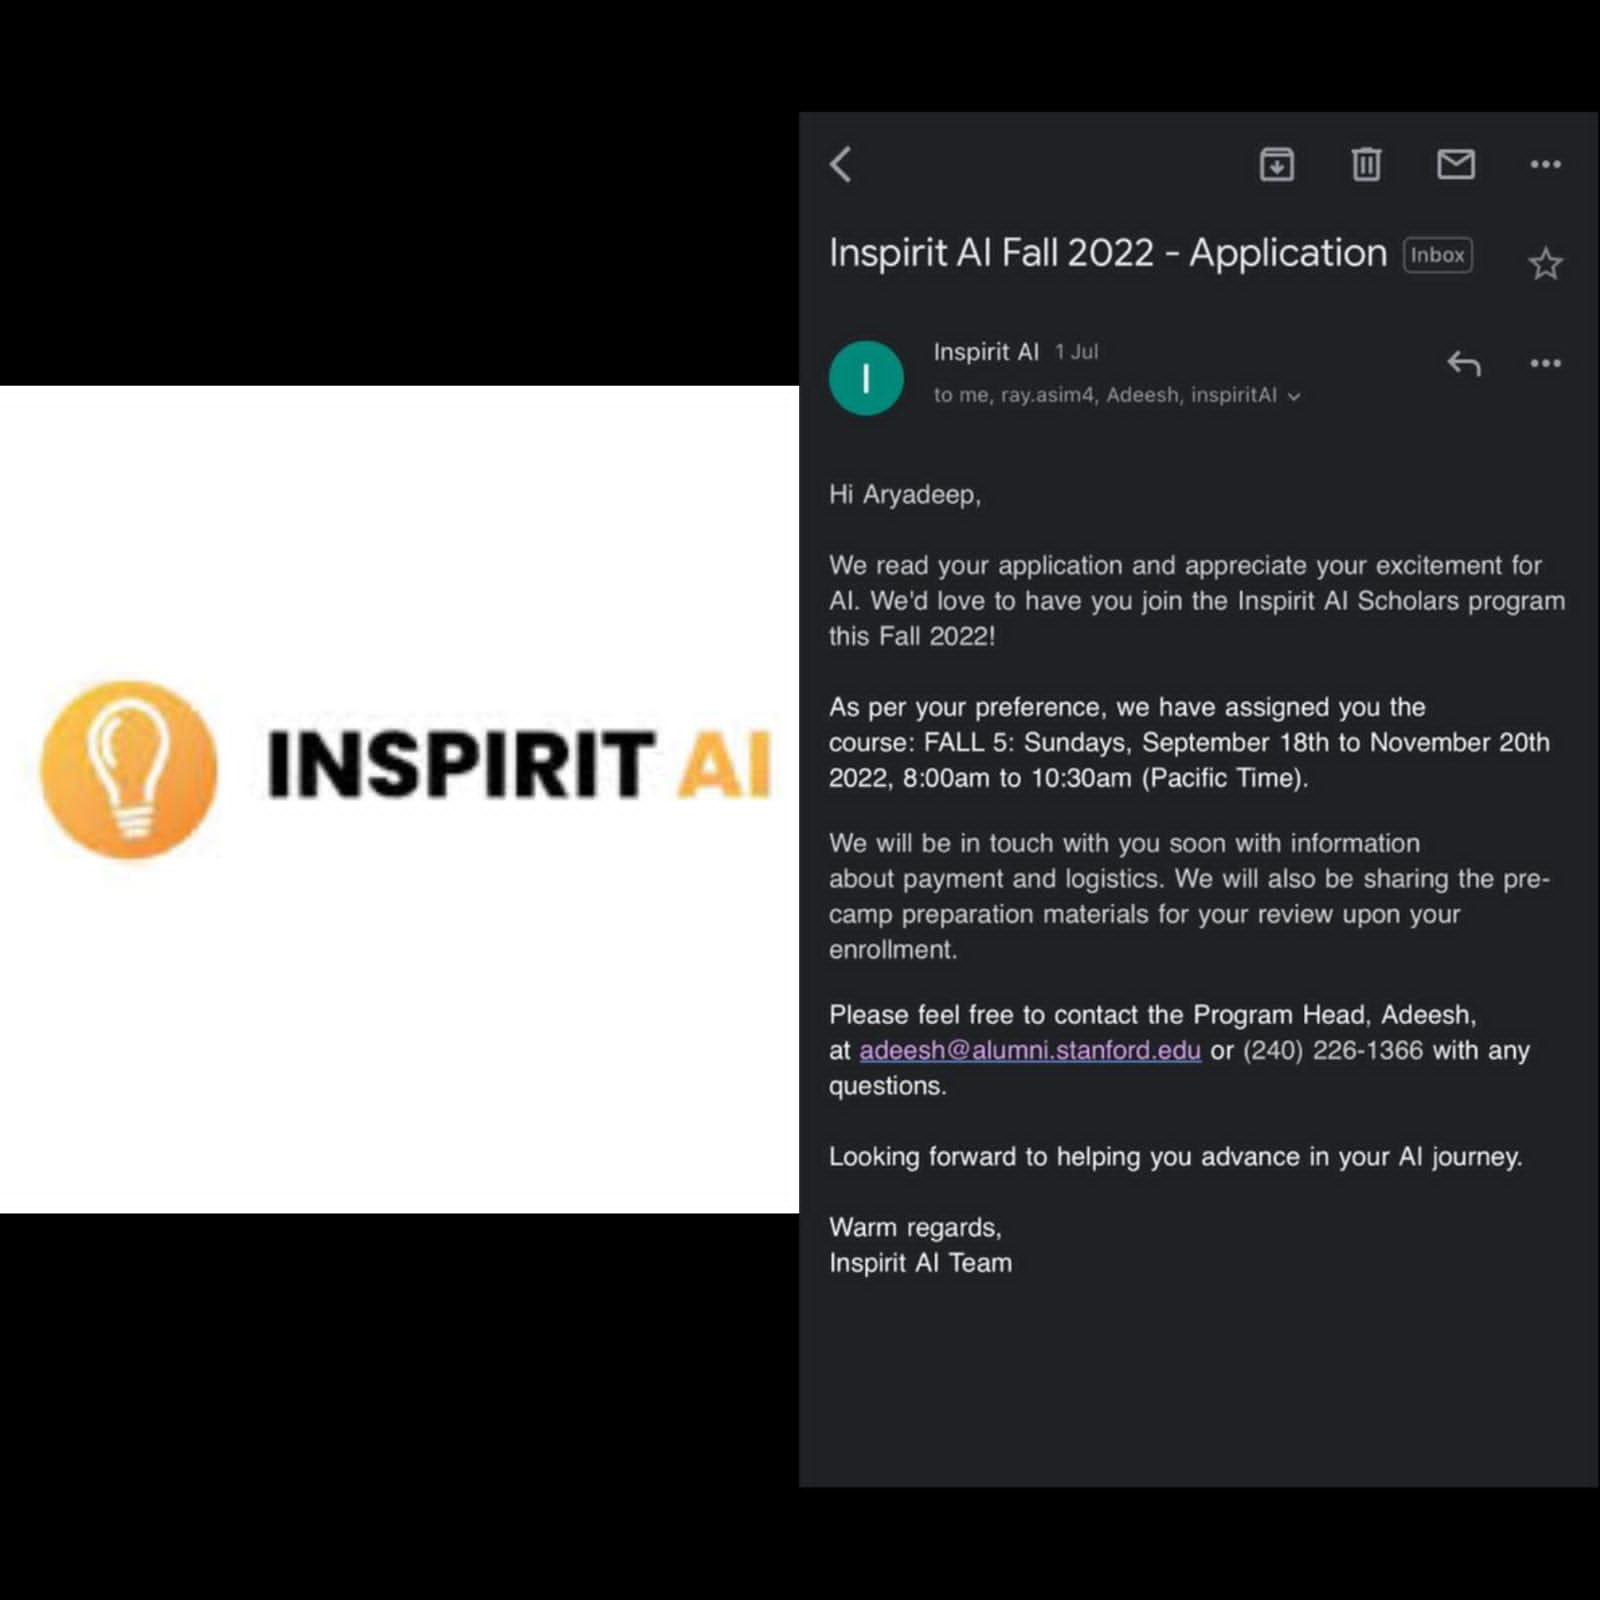 INSPIRIT AI
Inspirit AI Fall 2022 - Application Inbox
I
Inspirit AI 1 Jul
to me, ray.asim4, Adeesh, inspiritAI
Hi Aryadeep,
We read your application and appreciate your excitement for
AI. We'd love to have you join the Inspirit AI Scholars program
this Fall 2022!
As per your preference, we have assigned you the
course: FALL 5: Sundays, September 18th to November 20th
2022, 8:00am to 10:30am (Pacific Time).
We will be in touch with you soon with information
about payment and logistics. We will also be sharing the pre-
camp preparation materials for your review upon your
enrollment.
Please feel free to contact the Program Head, Adeesh,
at adeesh@alumni.stanford.edu or (240) 226-1366 with any
questions.
Looking forward to helping you advance in your AI journey.
Warm regards,
Inspirit AI Team